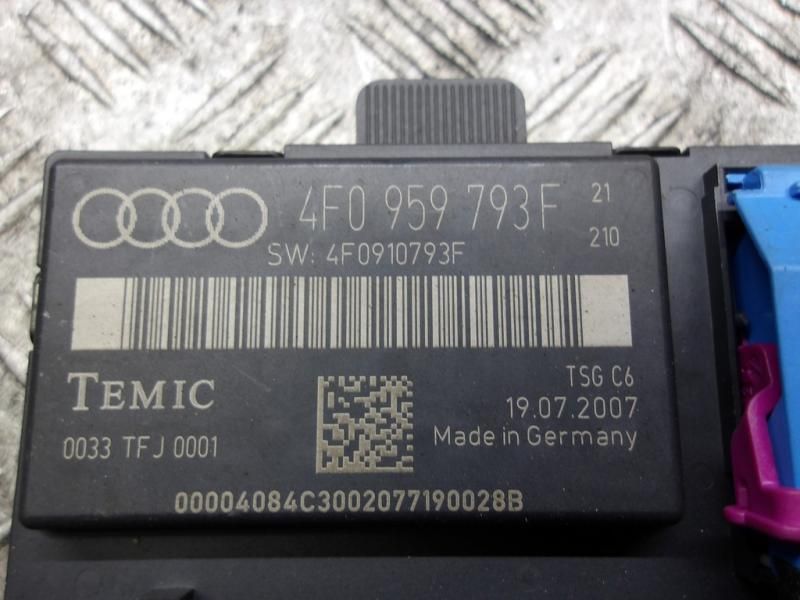 4F0 959 793 F 21
SW: 4F0910793F 210
TEMIC
TSG C6
19.07.2007
0033 TFJ 0001
Made in Germany
00004084C3002077190028B